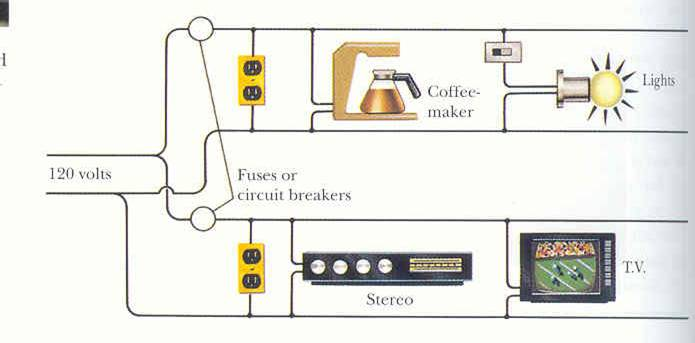 Coffee-
maker
Lights
120 volts
Fuses or
circuit breakers
Stereo
T.V.